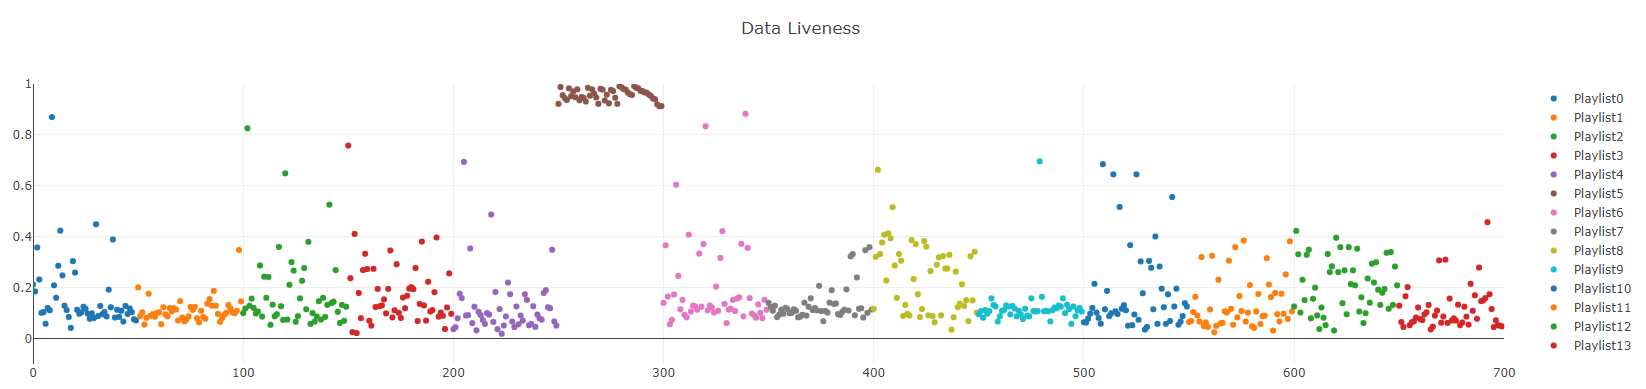 Data Liveness
1
0.8
0.6
0.4
0.2
0
0
100
200
300
400
500
600
700
Playlist0
Playlist1
Playlist2
Playlist3
Playlist4
Playlist5
Playlist6
Playlist7
Playlist8
Playlist9
Playlist10
Playlist11
Playlist12
Playlist13